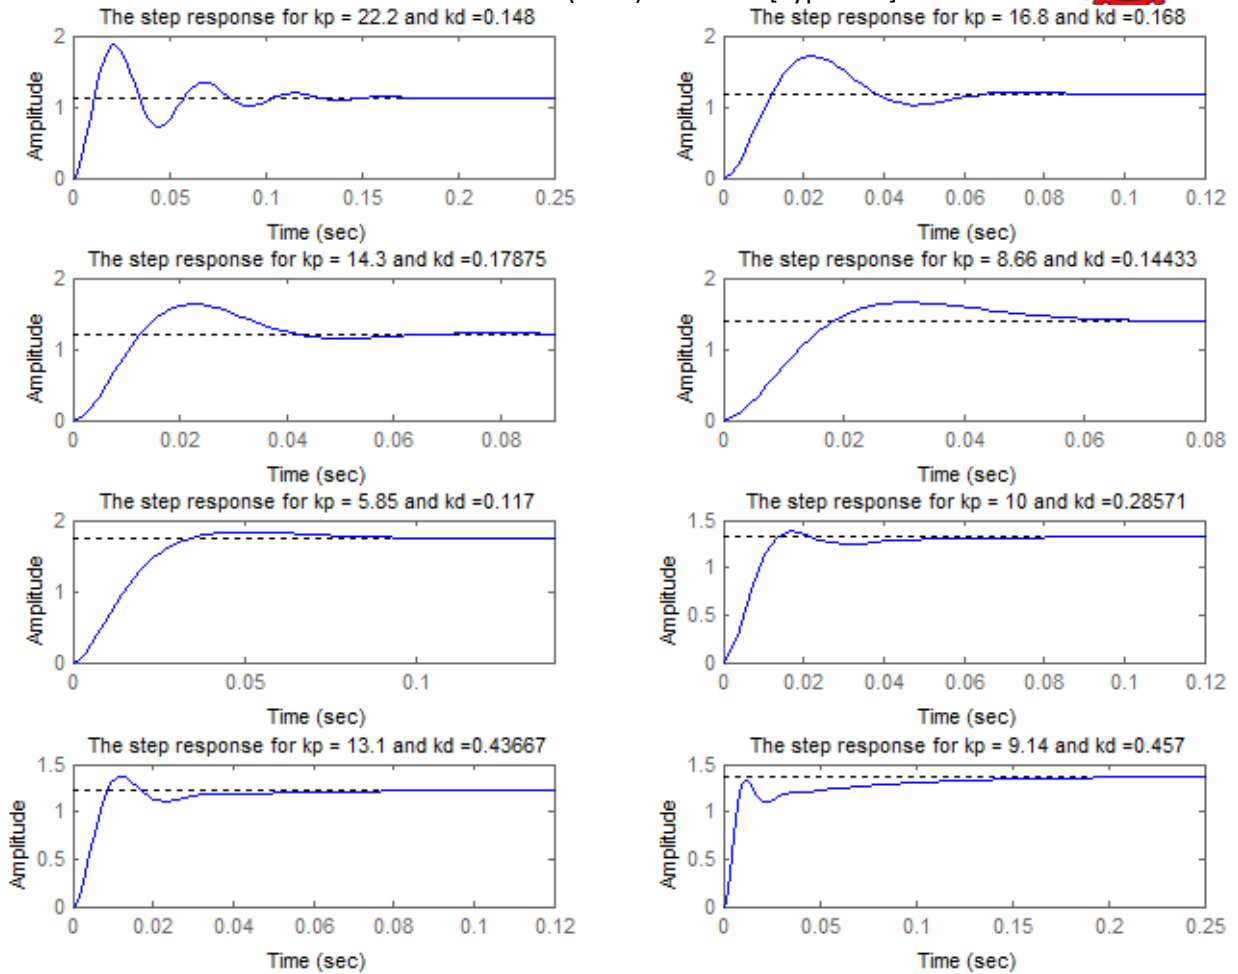 The step response for kp = 22.2 and kd =0.148
2
1
0
Amplitude
0 0.05 0.1 0.15 0.2 0.25
Time (sec)
The step response for kp = 16.8 and kd =0.168
2
1
0
Amplitude
0 0.02 0.04 0.06 0.08 0.1 0.12
Time (sec)
The step response for kp = 14.3 and kd =0.17875
2
1
0
Amplitude
0 0.02 0.04 0.06 0.08
Time (sec)
The step response for kp = 8.66 and kd =0.14433
2
1
0
Amplitude
0 0.02 0.04 0.06 0.08
Time (sec)
The step response for kp = 5.85 and kd =0.117
2
1
0
Amplitude
0 0.05 0.1
Time (sec)
The step response for kp = 10 and kd =0.28571
1.5
1
0.5
0
Amplitude
0 0.02 0.04 0.06 0.08 0.1 0.12
Time (sec)
The step response for kp = 13.1 and kd =0.43667
1.5
1
0.5
0
Amplitude
0 0.02 0.04 0.06 0.08 0.1 0.12
Time (sec)
The step response for kp = 9.14 and kd =0.457
1.5
1
0.5
0
Amplitude
0 0.05 0.1 0.15 0.2 0.25
Time (sec)